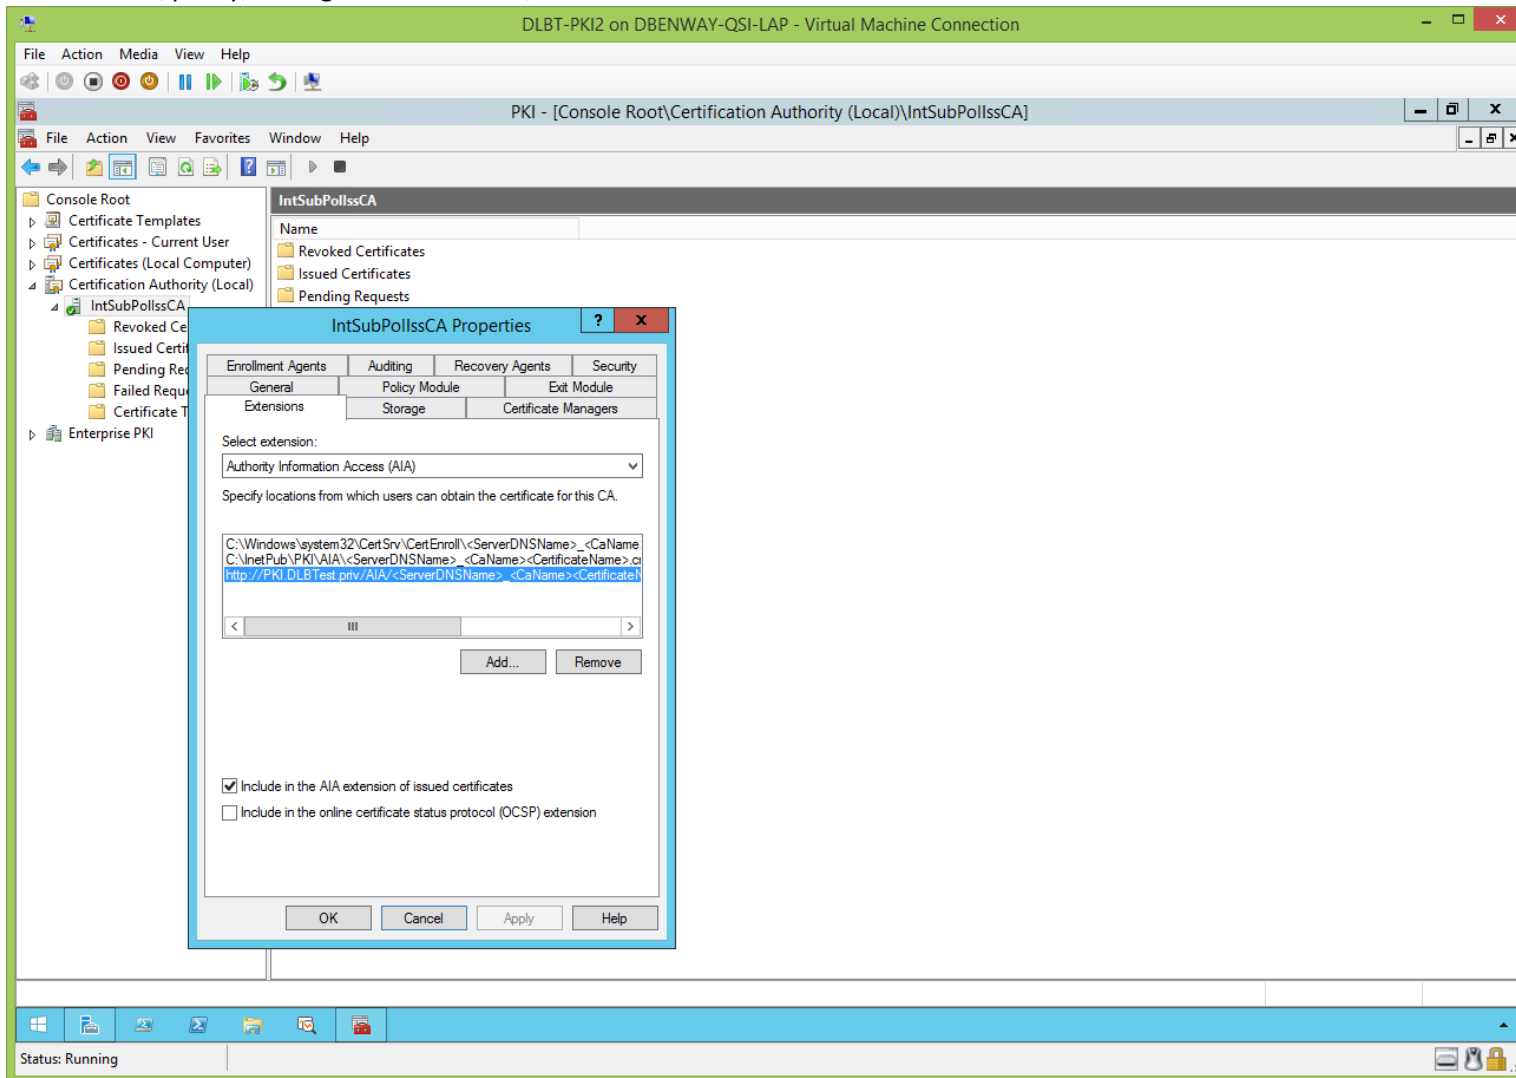 DLBT-PKI2 on DBENWAY-QSI-LAP - Virtual Machine Connection
File Action Media View Help
PKI - [Console Root\Certification Authority (Local)\IntSubPolIssCA]
File Action View Favorites Window Help
Console Root
Certificate Templates
Certificates - Current User
Certificates (Local Computer)
Certification Authority (Local)
IntSubPolIssCA
Revoked Ce
Issued Certif
Pending Rec
Failed Reque
Certificate T
Enterprise PKI
IntSubPolIssCA
Name
Revoked Certificates
Issued Certificates
Pending Requests
IntSubPolIssCA Properties
Enrollment Agents Auditing Recovery Agents Security
General Policy Module Exit Module
Extensions Storage Certificate Managers
Select extension:
Authority Information Access (AIA)
Specify locations from which users can obtain the certificate for this CA.
C:\Windows\system32\CertSrv\CertEnroll\<ServerDNSName>_<CaName
C:\InetPub\PKI\AIA\<ServerDNSName>_<CaName><CertificateName>.cr
http://PKI.DLBTest.priv/AIA/<ServerDNSName>_<CaName><CertificateN
Add... Remove
Include in the AIA extension of issued certificates
Include in the online certificate status protocol (OCSP) extension
OK Cancel Apply Help
Status: Running